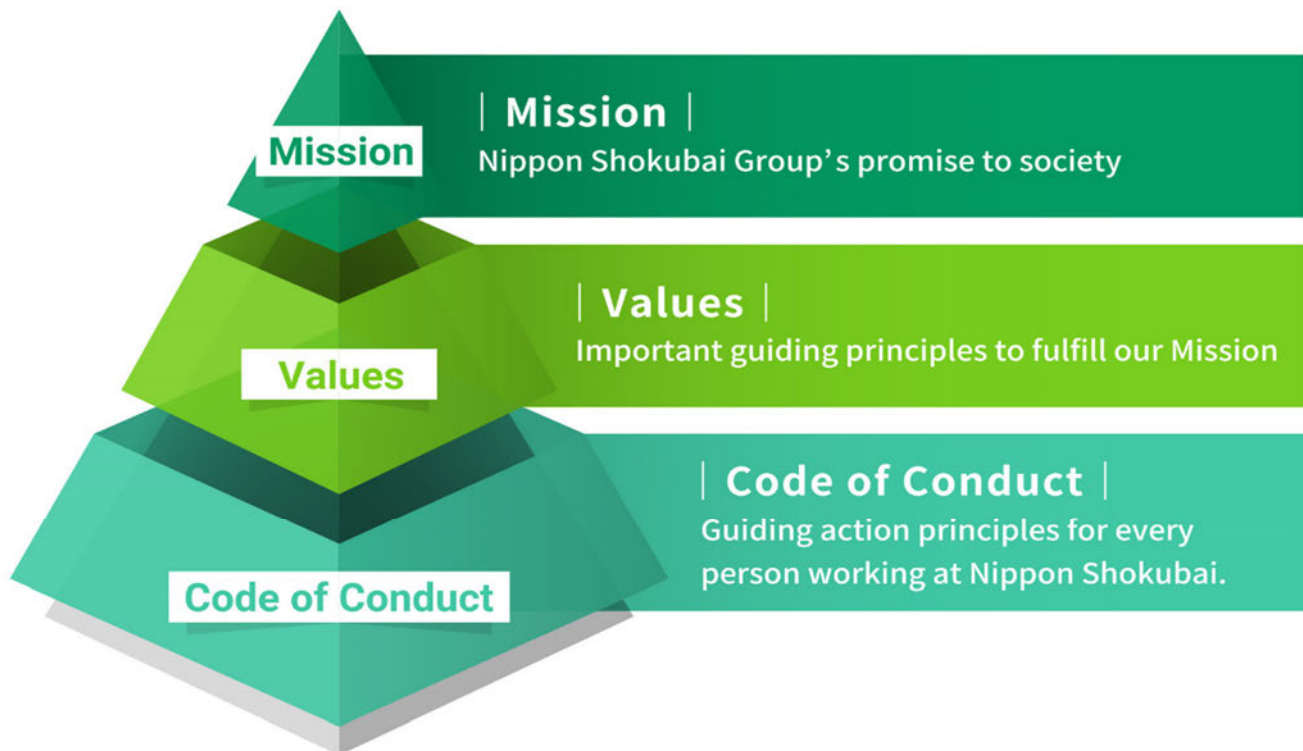 Mission
| Mission |
Nippon Shokubai Group’s promise to society
Values
| Values |
Important guiding principles to fulfill our Mission
Code of Conduct
| Code of Conduct |
Guiding action principles for every
person working at Nippon Shokubai.